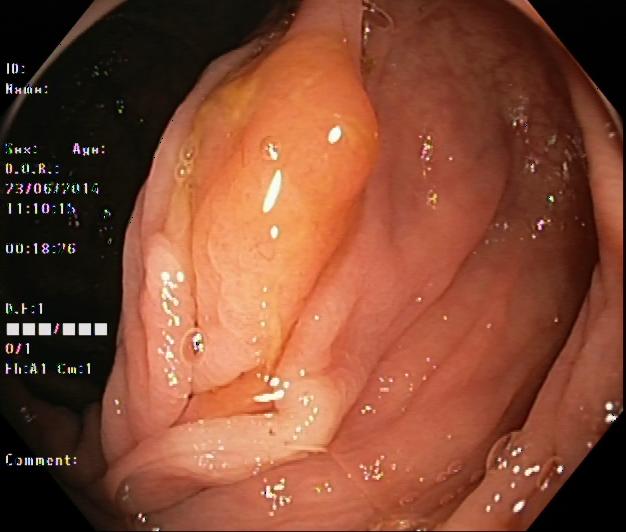 ID:
Name:
Sex: Age:
D.O.B.:
23/06/2014
11:10:15
00:18:26
0/1
Eh:A1 Cm:1
Comment: